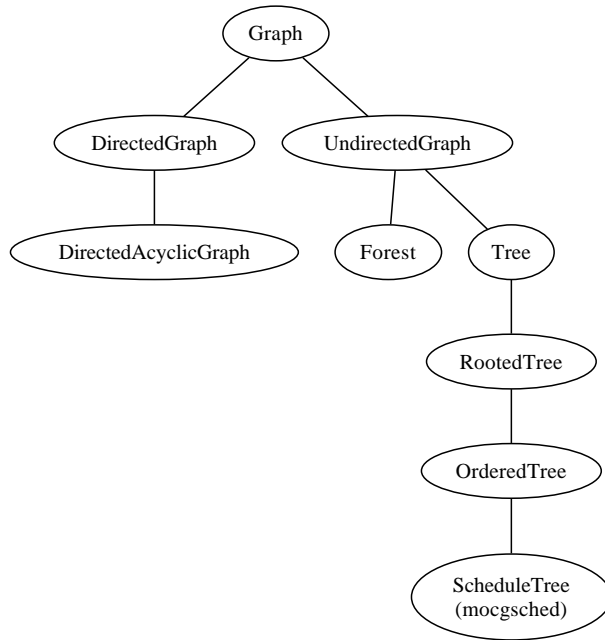 Graph
DirectedGraph
UndirectedGraph
DirectedAcyclicGraph
Forest
Tree
RootedTree
OrderedTree
ScheduleTree
(mocgsched)